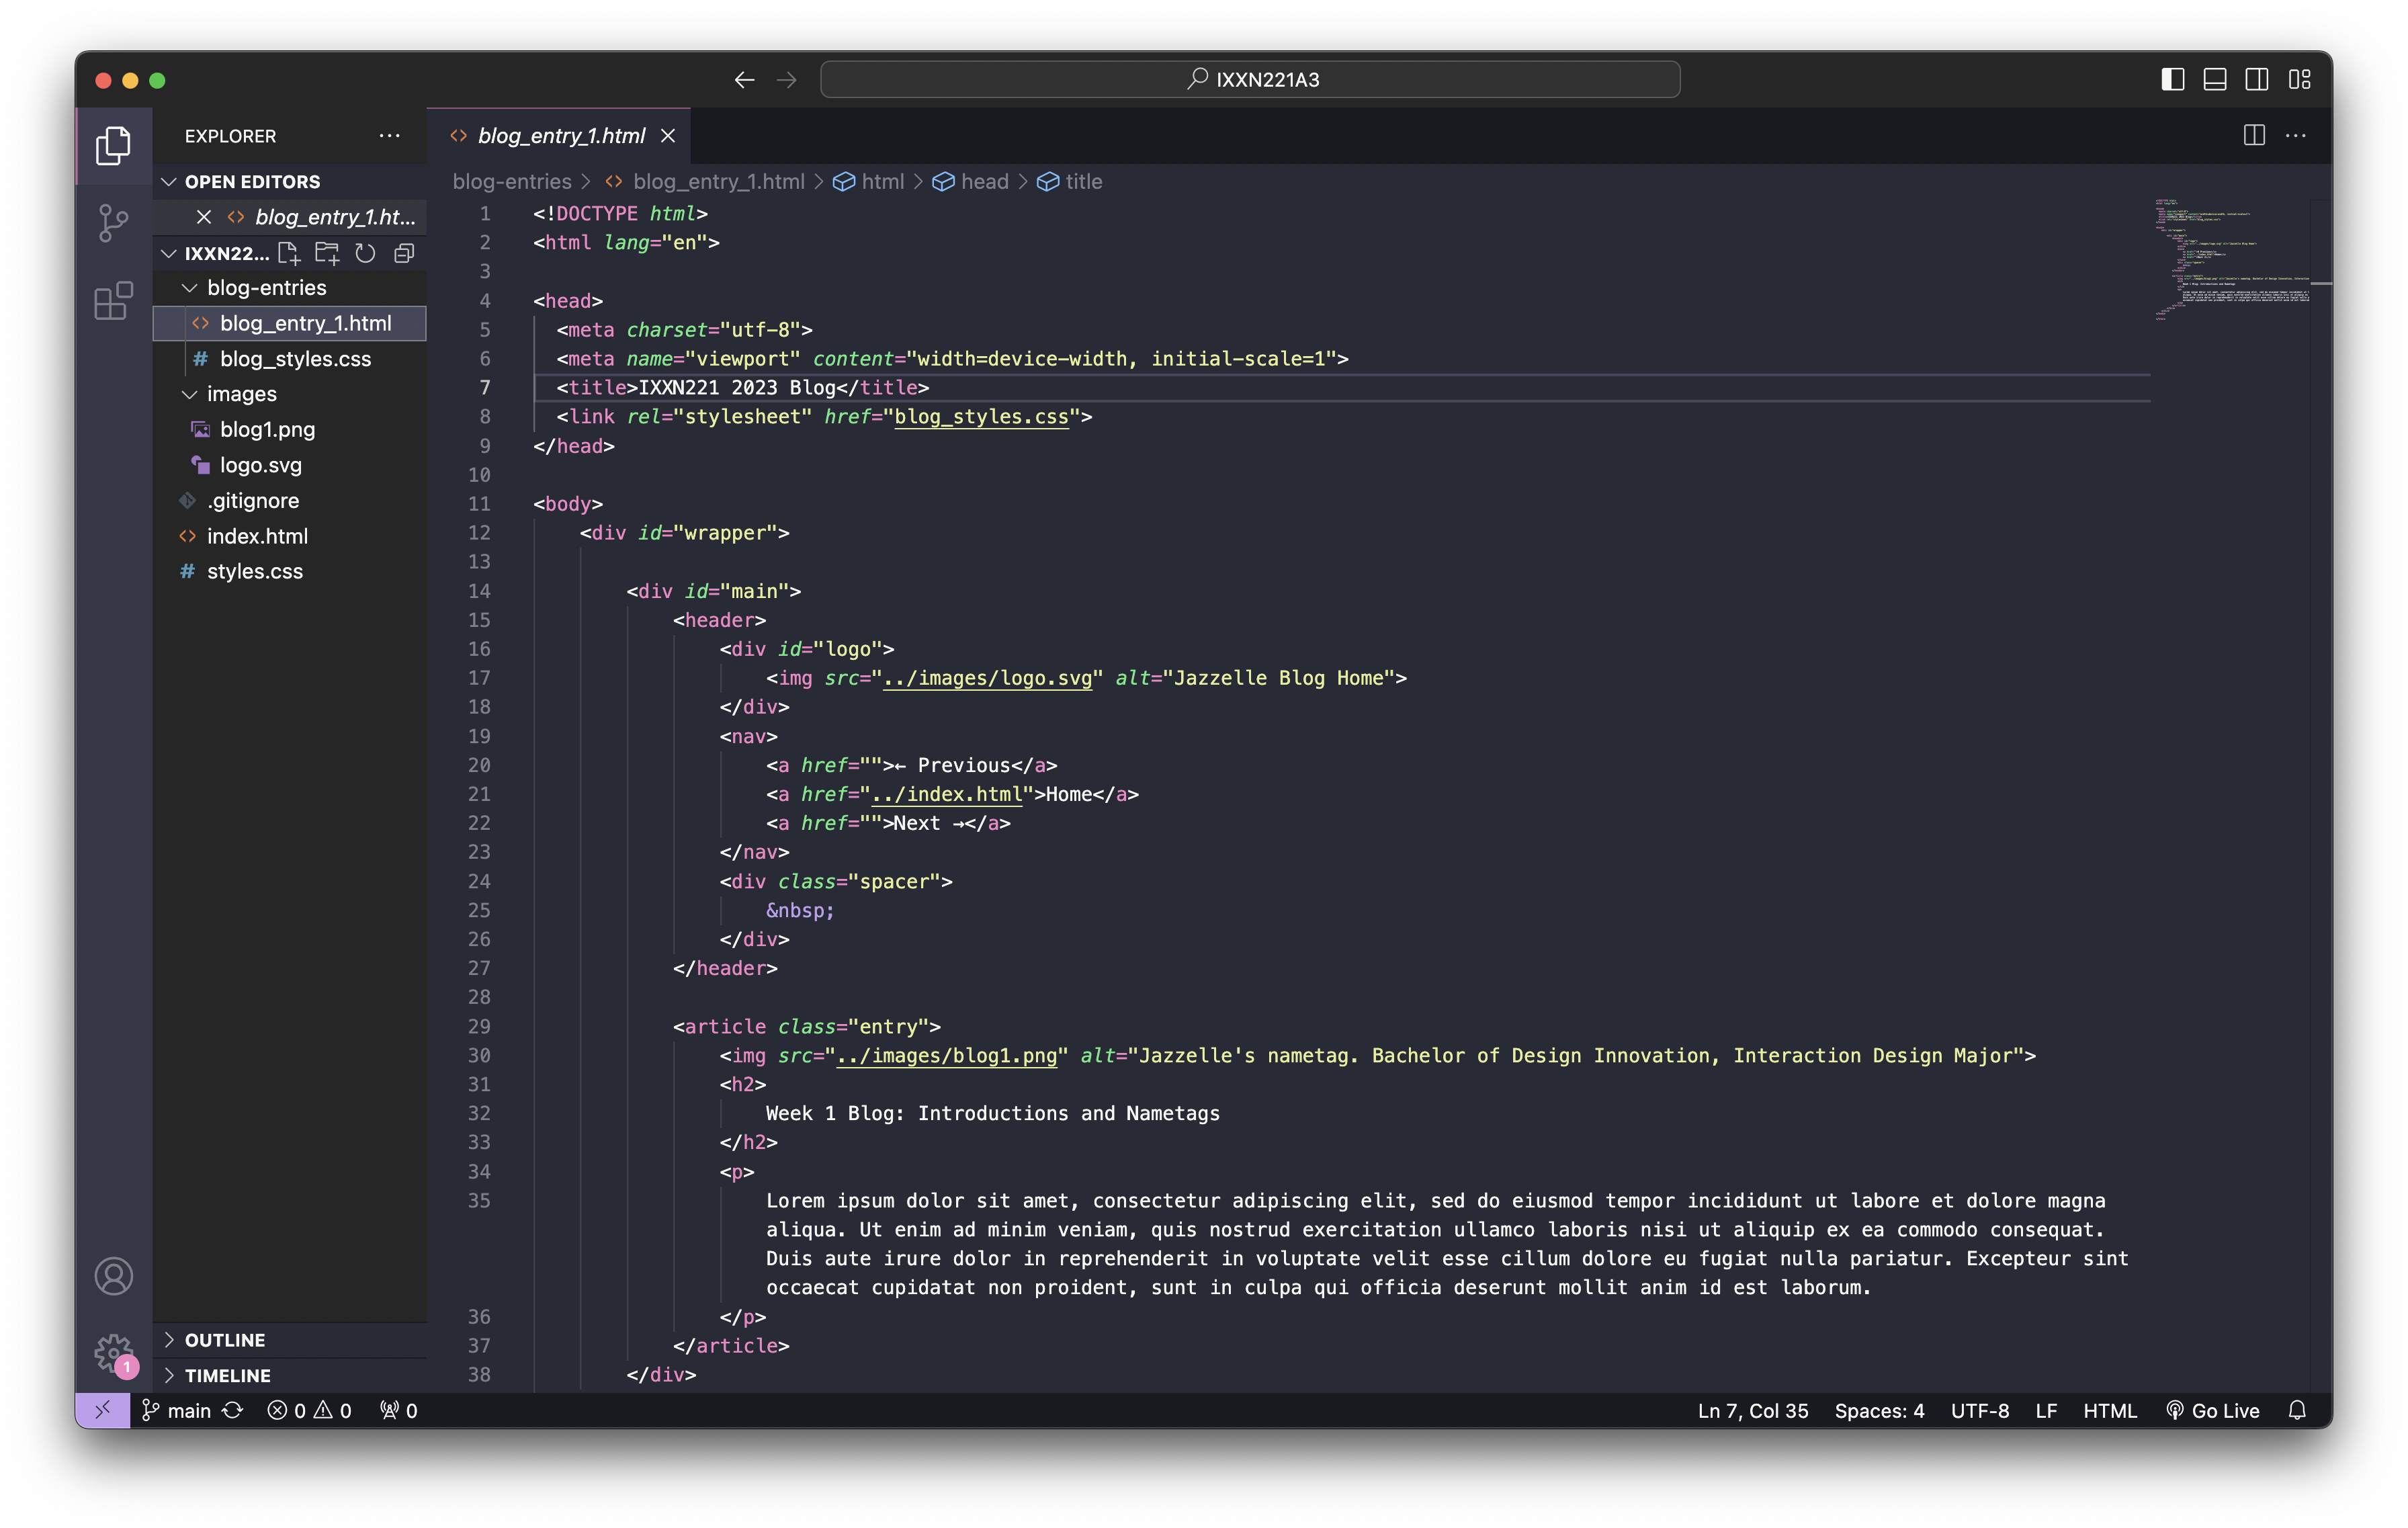 IXXN221A3
EXPLORER
OPEN EDITORS
blog_entry_1.ht...
IXXN22...
blog-entries
blog_entry_1.html
blog_styles.css
images
blog1.png
logo.svg
.gitignore
index.html
styles.css
OUTLINE
TIMELINE
1
blog_entry_1.html
blog-entries > blog_entry_1.html > html > head > title
1 <!DOCTYPE html>
2 <html lang="en">
3
4 <head>
5 <meta charset="utf-8">
6 <meta name="viewport" content="width=device-width, initial-scale=1">
7 <title>IXXN221 2023 Blog</title>
8 <link rel="stylesheet" href="blog_styles.css">
9 </head>
10
11 <body>
12 <div id="wrapper">
13
14 <div id="main">
15 <header>
16 <div id="logo">
17 <img src="../images/logo.svg" alt="Jazzelle Blog Home">
18 </div>
19 <nav>
20 <a href="">← Previous</a>
21 <a href="../index.html">Home</a>
22 <a href="">Next →</a>
23 </nav>
24 <div class="spacer">
25 &nbsp;
26 </div>
27 </header>
28
29 <article class="entry">
30 <img src="../images/blog1.png" alt="Jazzelle's nametag. Bachelor of Design Innovation, Interaction Design Major">
31 <h2>
32 Week 1 Blog: Introductions and Nametags
33 </h2>
34 <p>
35 Lorem ipsum dolor sit amet, consectetur adipiscing elit, sed do eiusmod tempor incididunt ut labore et dolore magna
aliqua. Ut enim ad minim veniam, quis nostrud exercitation ullamco laboris nisi ut aliquip ex ea commodo consequat.
Duis aute irure dolor in reprehenderit in voluptate velit esse cillum dolore eu fugiat nulla pariatur. Excepteur sint
occaecat cupidatat non proident, sunt in culpa qui officia deserunt mollit anim id est laborum.
36 </p>
37 </article>
38 </div>
main 0 0 0 Ln 7, Col 35 Spaces: 4 UTF-8 LF HTML Go Live